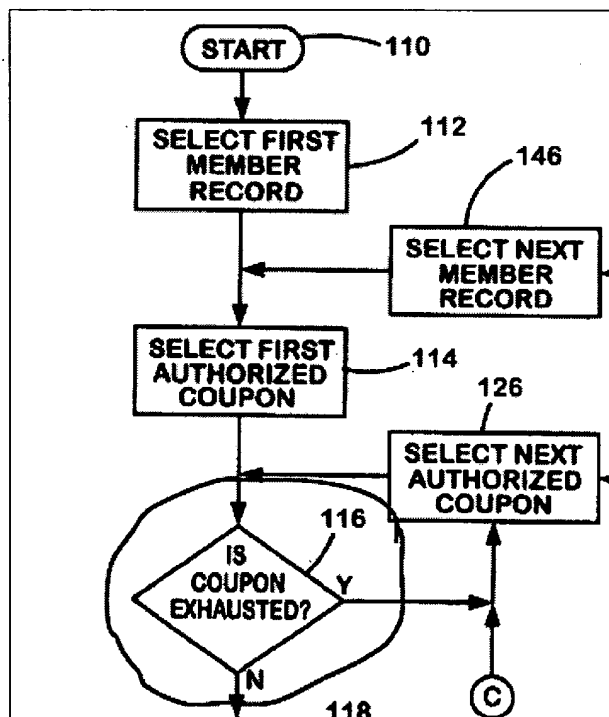 START
110
SELECT FIRST
MEMBER
RECORD
112
146
SELECT NEXT
MEMBER
RECORD
SELECT FIRST
AUTHORIZED
COUPON
114
126
SELECT NEXT
AUTHORIZED
COUPON
116
IS
COUPON
EXHAUSTED?
Y
N
118
C